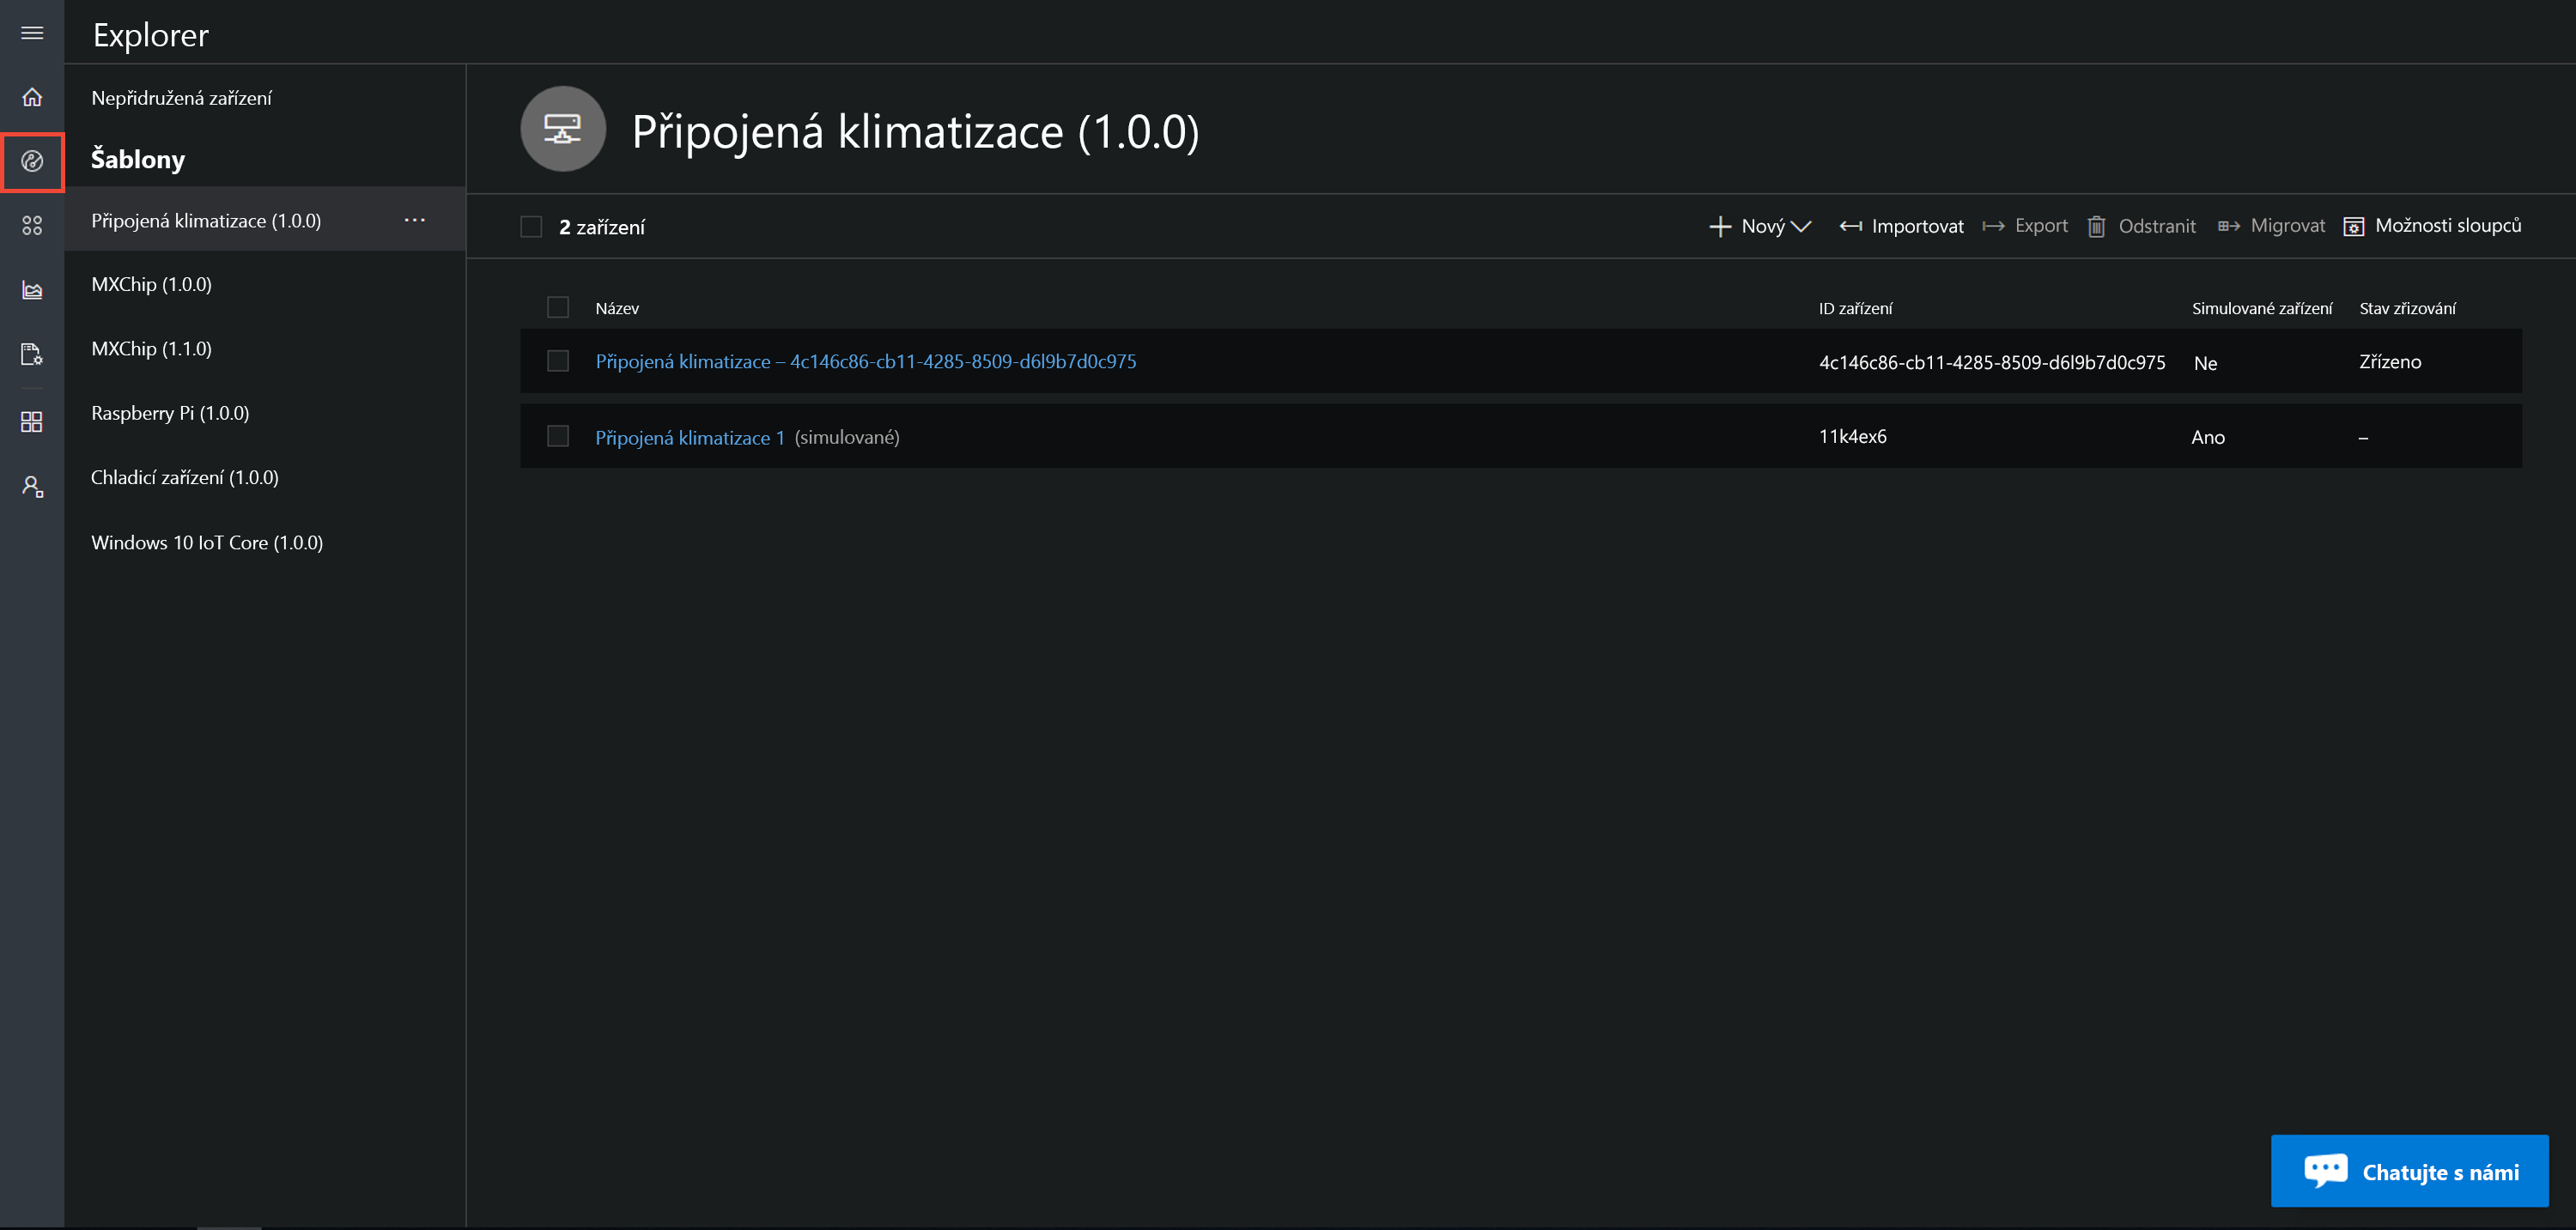 Explorer
Nepřidružená zařízení
Šablony
Připojená klimatizace (1.0.0)
MXChip (1.0.0)
MXChip (1.1.0)
Raspberry Pi (1.0.0)
Chladicí zařízení (1.0.0)
Windows 10 IoT Core (1.0.0)
Připojená klimatizace (1.0.0)
2 zařízení Nový Importovat Export Odstranit Migrovat Možnosti sloupců
Název ID zařízení Simulované zařízení Stav zřizování
Připojená klimatizace – 4c146c86-cb11-4285-8509-d6l9b7d0c975 4c146c86-cb11-4285-8509-d6l9b7d0c975 Ne Zřízeno
Připojená klimatizace 1 (simulované) 11k4ex6 Ano –
Chatujte s námi